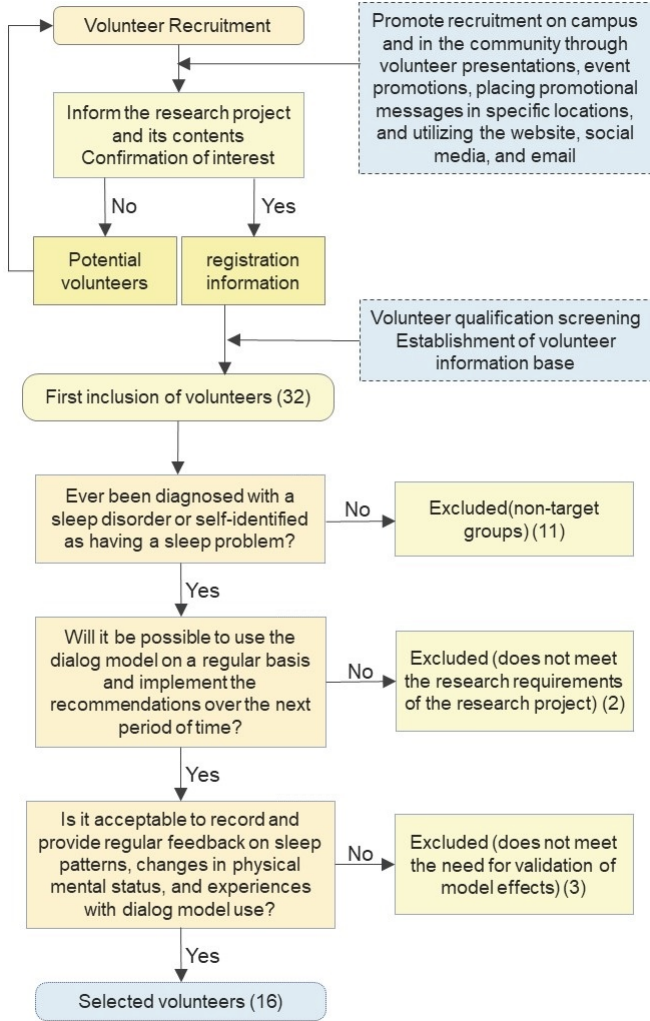 Volunteer Recruitment
Promote recruitment on campus
and in the community through
volunteer presentations, event
promotions, placing promotional
messages in specific locations,
and utilizing the website, social
media, and email
Inform the research project
and its contents
Confirmation of interest
No
Yes
Potential
volunteers
registration
information
Volunteer qualification screening
Establishment of volunteer
information base
First inclusion of volunteers (32)
Ever been diagnosed with a
sleep disorder or self-identified
as having a sleep problem?
No
Excluded(non-target
groups) (11)
Yes
Will it be possible to use the
dialog model on a regular basis
and implement the
recommendations over the next
period of time?
No
Excluded (does not meet
the research requirements
of the research project) (2)
Yes
Is it acceptable to record and
provide regular feedback on sleep
patterns, changes in physical
mental status, and experiences
with dialog model use?
No
Excluded (does not meet
the need for validation of
model effects) (3)
Yes
Selected volunteers (16)